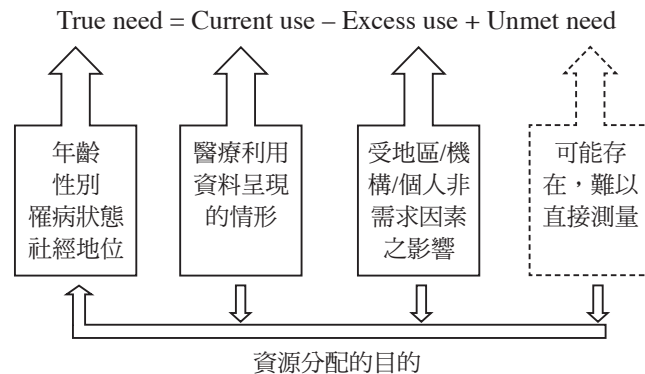 True need = Current use – Excess use + Unmet need
年齡
性別
罹病狀態
社經地位
醫療利用
資料呈現
的情形
受地區/機
構/個人非
需求因素
之影響
可能存
在，難以
直接測量
資源分配的目的